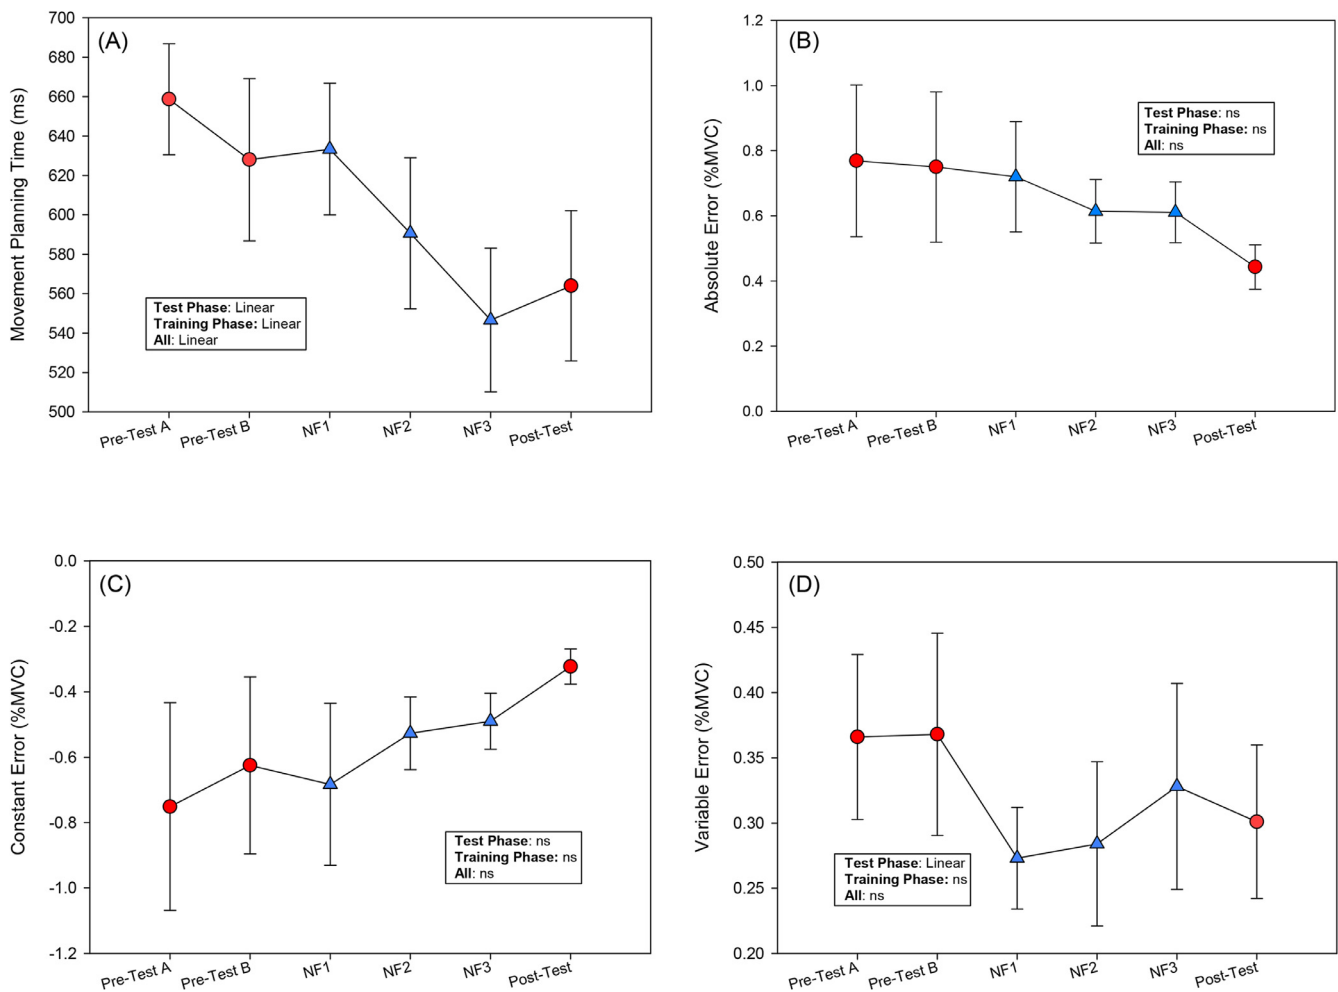 (A)
Movement Planning Time (ms)
700
680
660
640
620
600
580
560
540
520
500
Test Phase: Linear
Training Phase: Linear
All: Linear
Pre-Test A
Pre-Test B
NF1
NF2
NF3
Post-Test
(B)
Absolute Error (%MVC)
1.2
1.0
0.8
0.6
0.4
0.2
0.0
Test Phase: ns
Training Phase: ns
All: ns
Pre-Test A
Pre-Test B
NF1
NF2
NF3
Post-Test
(C)
Constant Error (%MVC)
0.0
-0.2
-0.4
-0.6
-0.8
-1.0
-1.2
Test Phase: ns
Training Phase: ns
All: ns
Pre-Test A
Pre-Test B
NF1
NF2
NF3
Post-Test
(D)
Variable Error (%MVC)
0.50
0.45
0.40
0.35
0.30
0.25
0.20
Test Phase: Linear
Training Phase: ns
All: ns
Pre-Test A
Pre-Test B
NF1
NF2
NF3
Post-Test